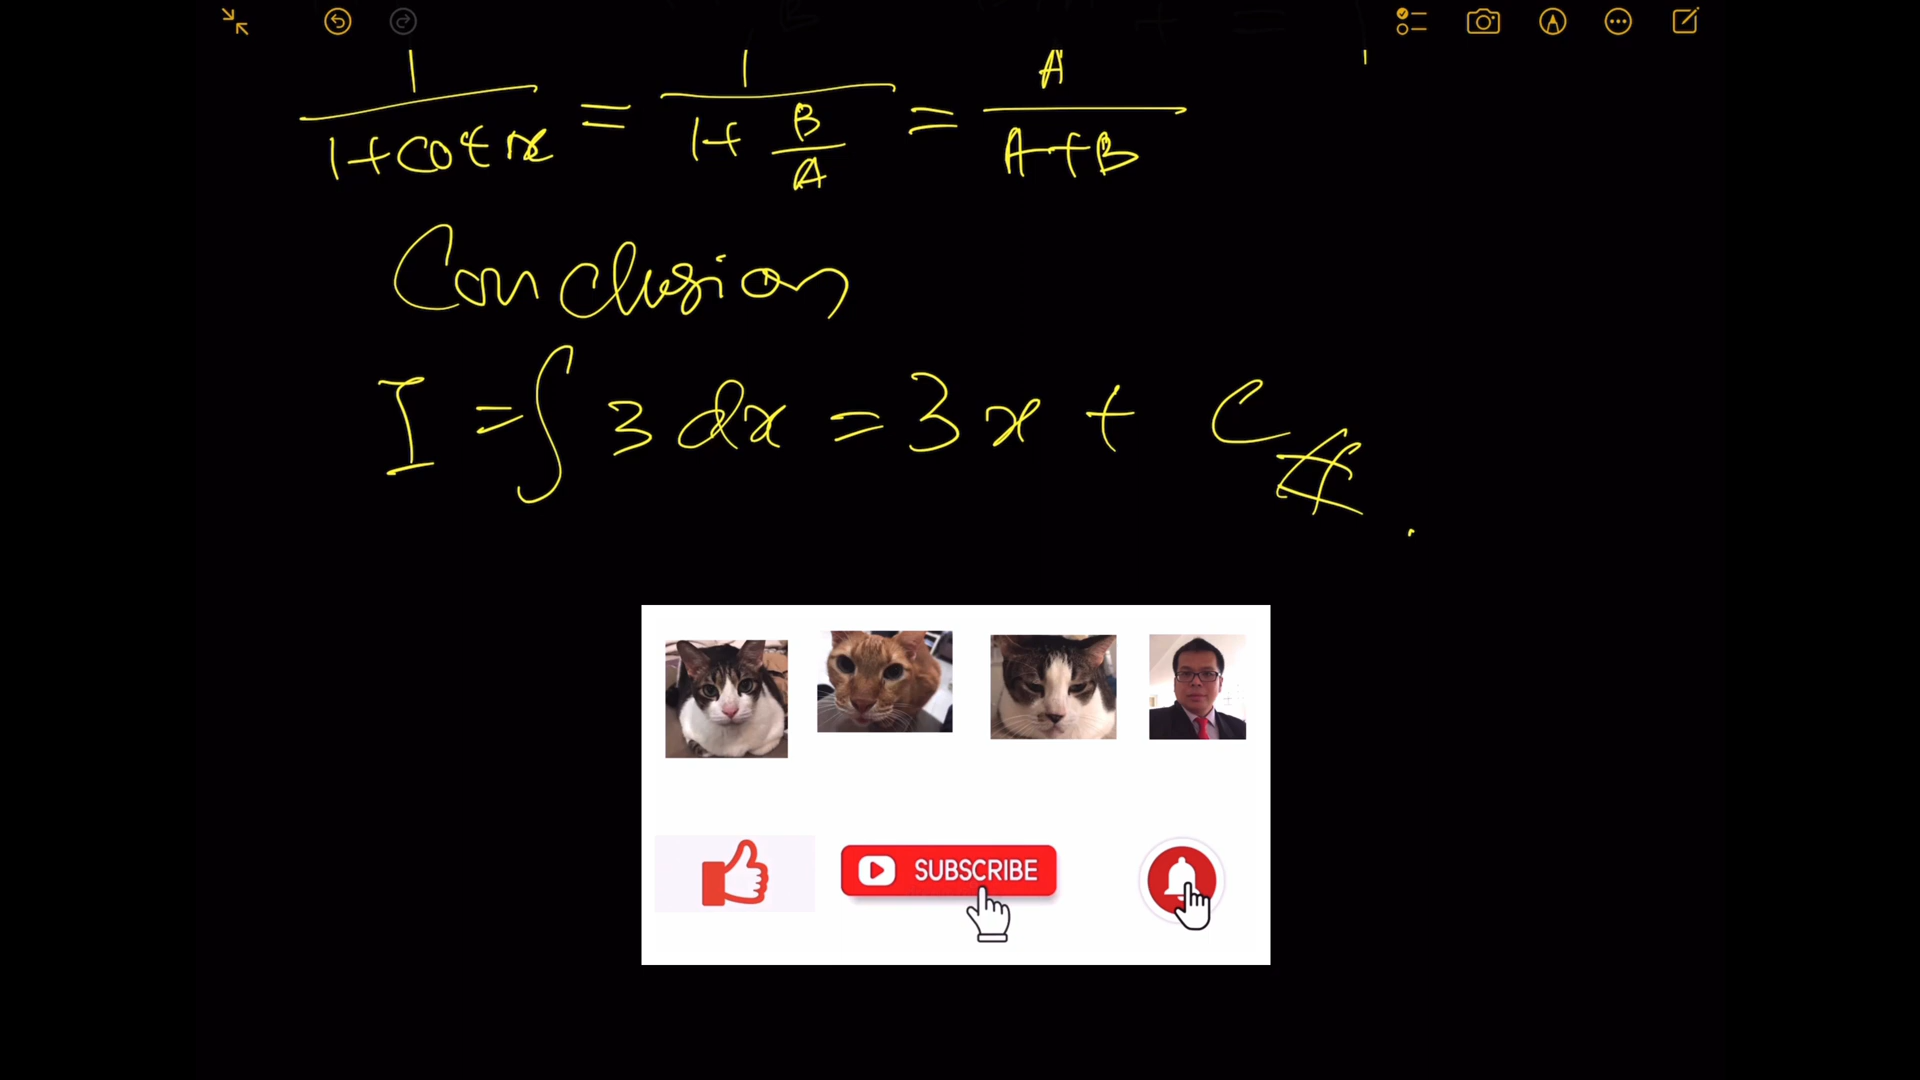 1/(1+cot x) = 1/(1+ B/A) = A/(A+B)
Conclusion
I = ∫ 3 dx = 3x + C
SUBSCRIBE